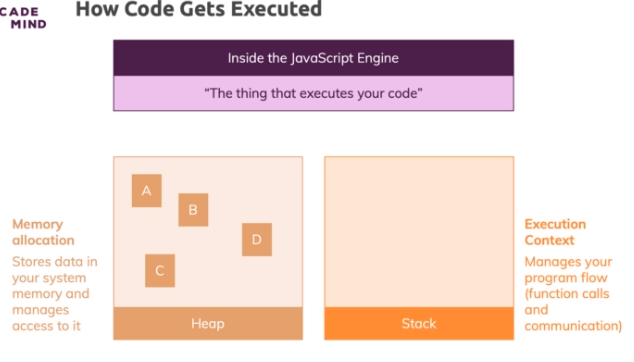 CADE
MIND
How Code Gets Executed
Inside the JavaScript Engine
“The thing that executes your code”
Memory
allocation
Stores data in
your system
memory and
manages
access to it
A
B
D
C
Heap
Stack
Execution
Context
Manages your
program flow
(function calls
and
communication)